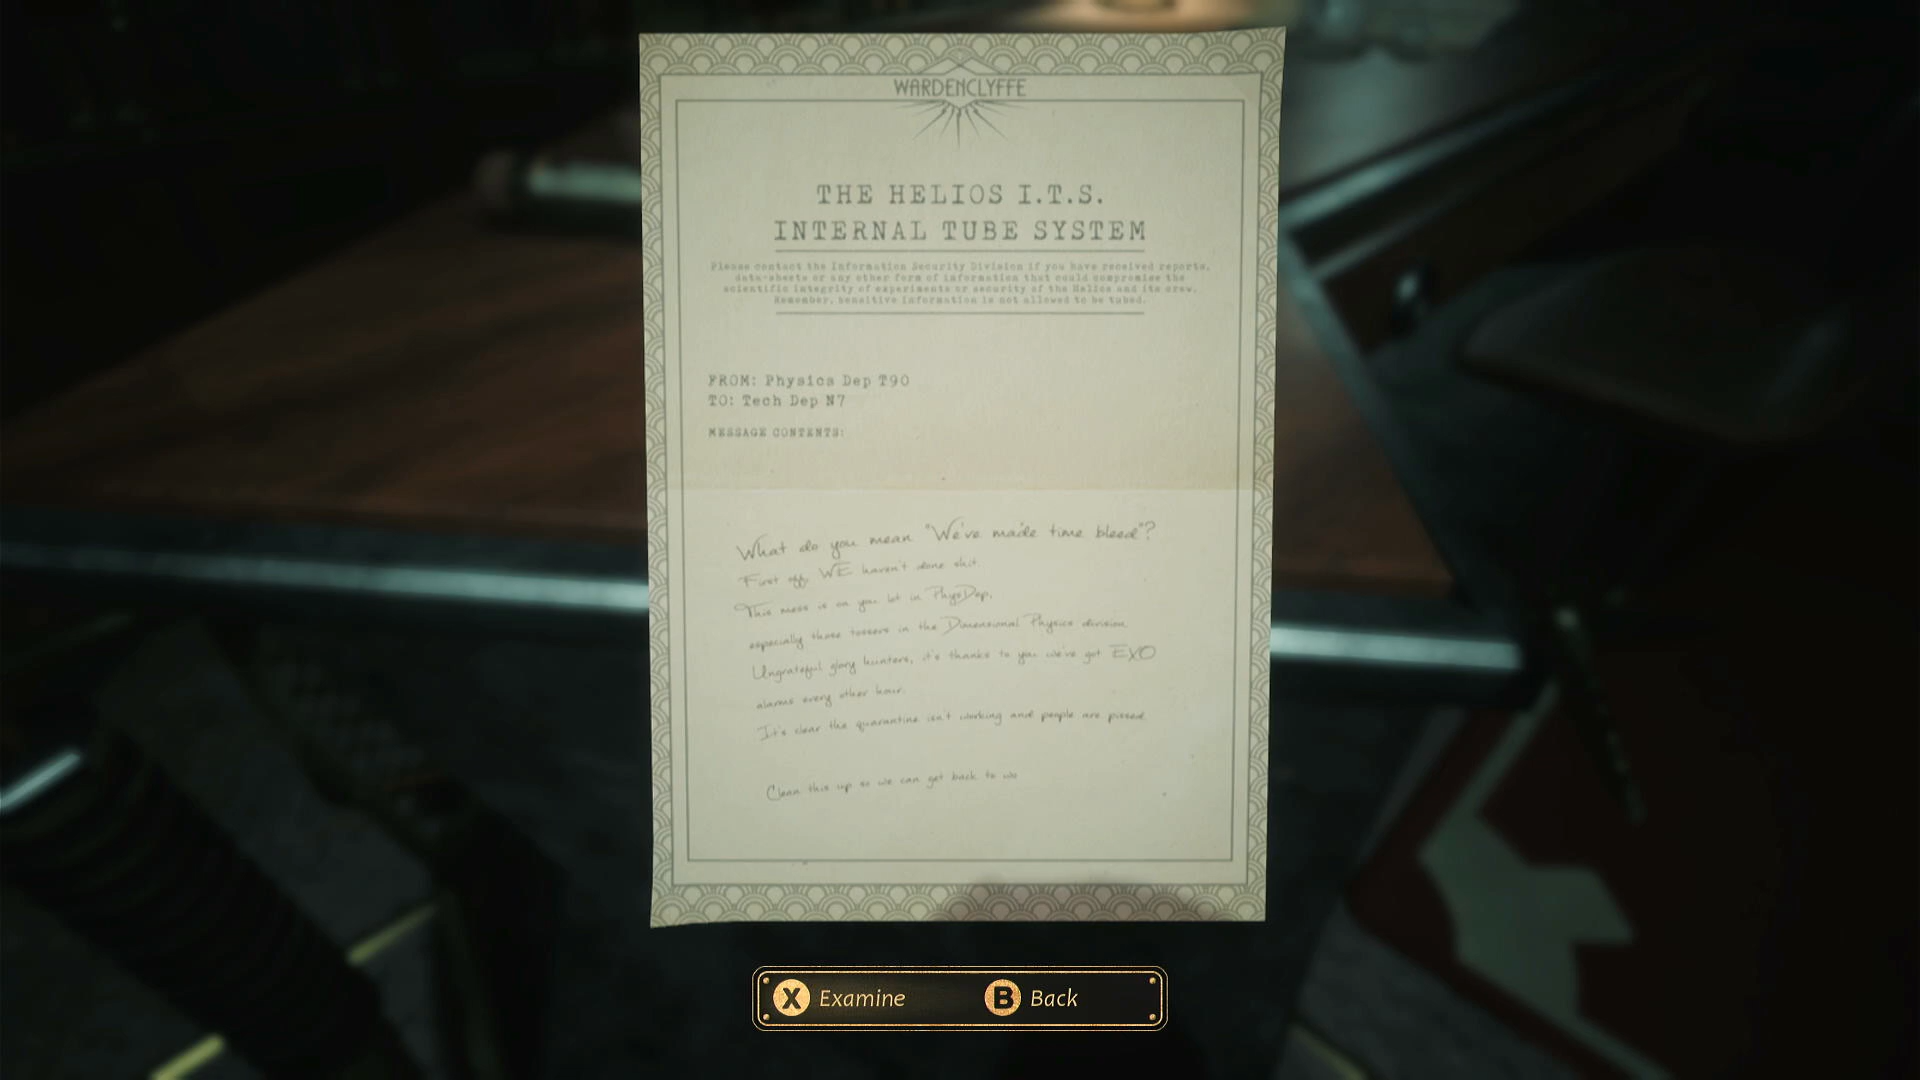 WARDENCLYFFE
THE HELIOS I.T.S.
INTERNAL TUBE SYSTEM
Please contact the Information Security Division if you have received reports,
data-sheets or any other form of information that could compromise the
scientific integrity of experiments or security of the Helios and its crew.
Remember, sensitive information is not allowed to be tubed.
FROM: Physics Dep T90
TO: Tech Dep N7
MESSAGE CONTENTS:
What do you mean "We've made time bleed"?
First off, WE haven't done shit.
This mess is on you lot in PhysDep,
especially those tossers in the Dimensional Physics division.
Ungrateful glory hunters, it's thanks to you we've got EXO
alarms every other hour.
It's clear the quarantine isn't working and people are pissed.
Clean this up so we can get back to wo
X Examine B Back